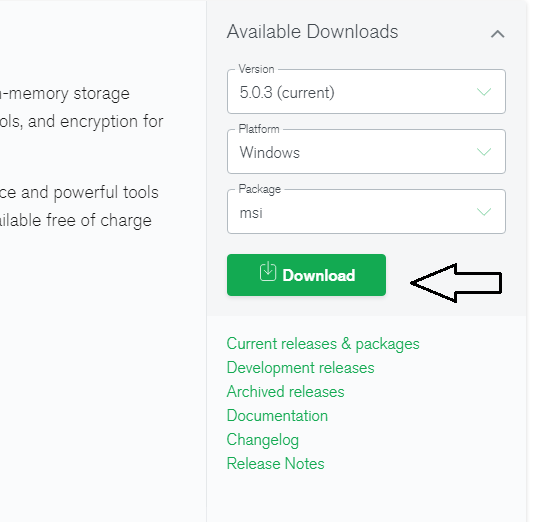 Available Downloads
Version
5.0.3 (current)
-memory storage
ols, and encryption for
Platform
Windows
ce and powerful tools
Package
msi
ilable free of charge
Download
Current releases & packages
Development releases
Archived releases
Documentation
Changelog
Release Notes